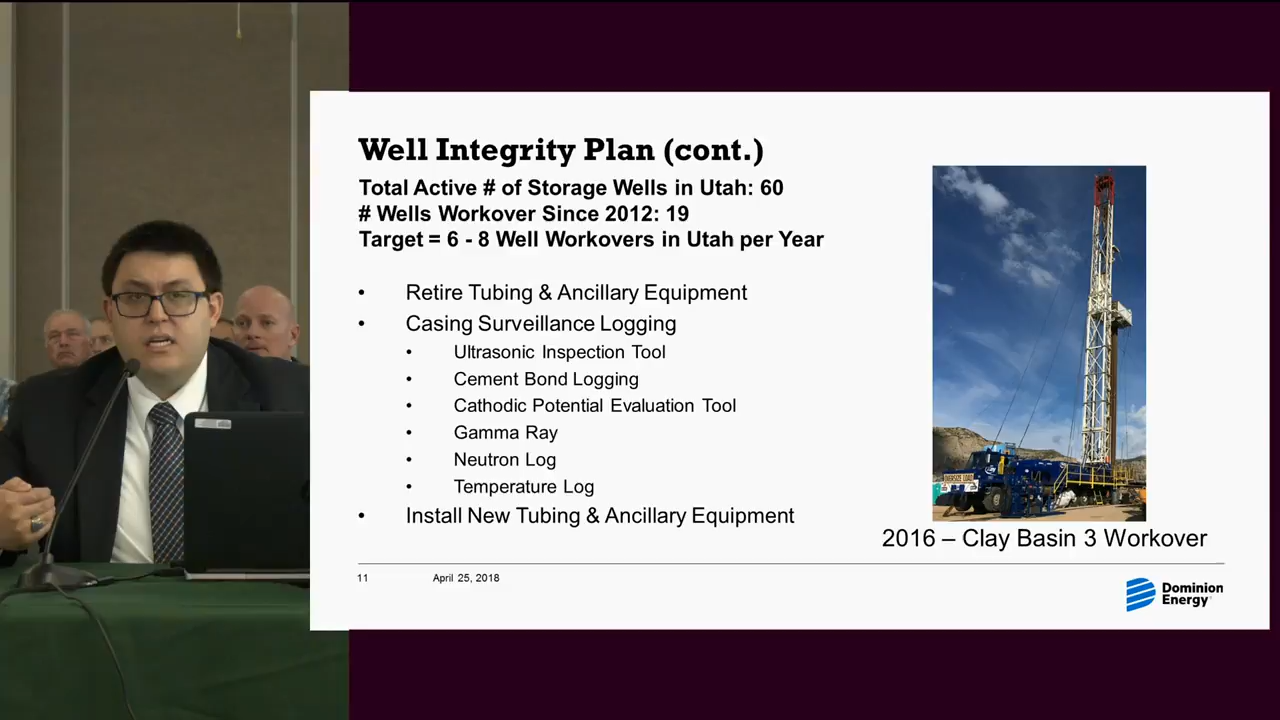 Well Integrity Plan (cont.)
Total Active # of Storage Wells in Utah: 60
# Wells Workover Since 2012: 19
Target = 6 - 8 Well Workovers in Utah per Year
• Retire Tubing & Ancillary Equipment
• Casing Surveillance Logging
• Ultrasonic Inspection Tool
• Cement Bond Logging
• Cathodic Potential Evaluation Tool
• Gamma Ray
• Neutron Log
• Temperature Log
• Install New Tubing & Ancillary Equipment
OVERSIZE LOAD
2016 – Clay Basin 3 Workover
11 April 25, 2018
Dominion
Energy